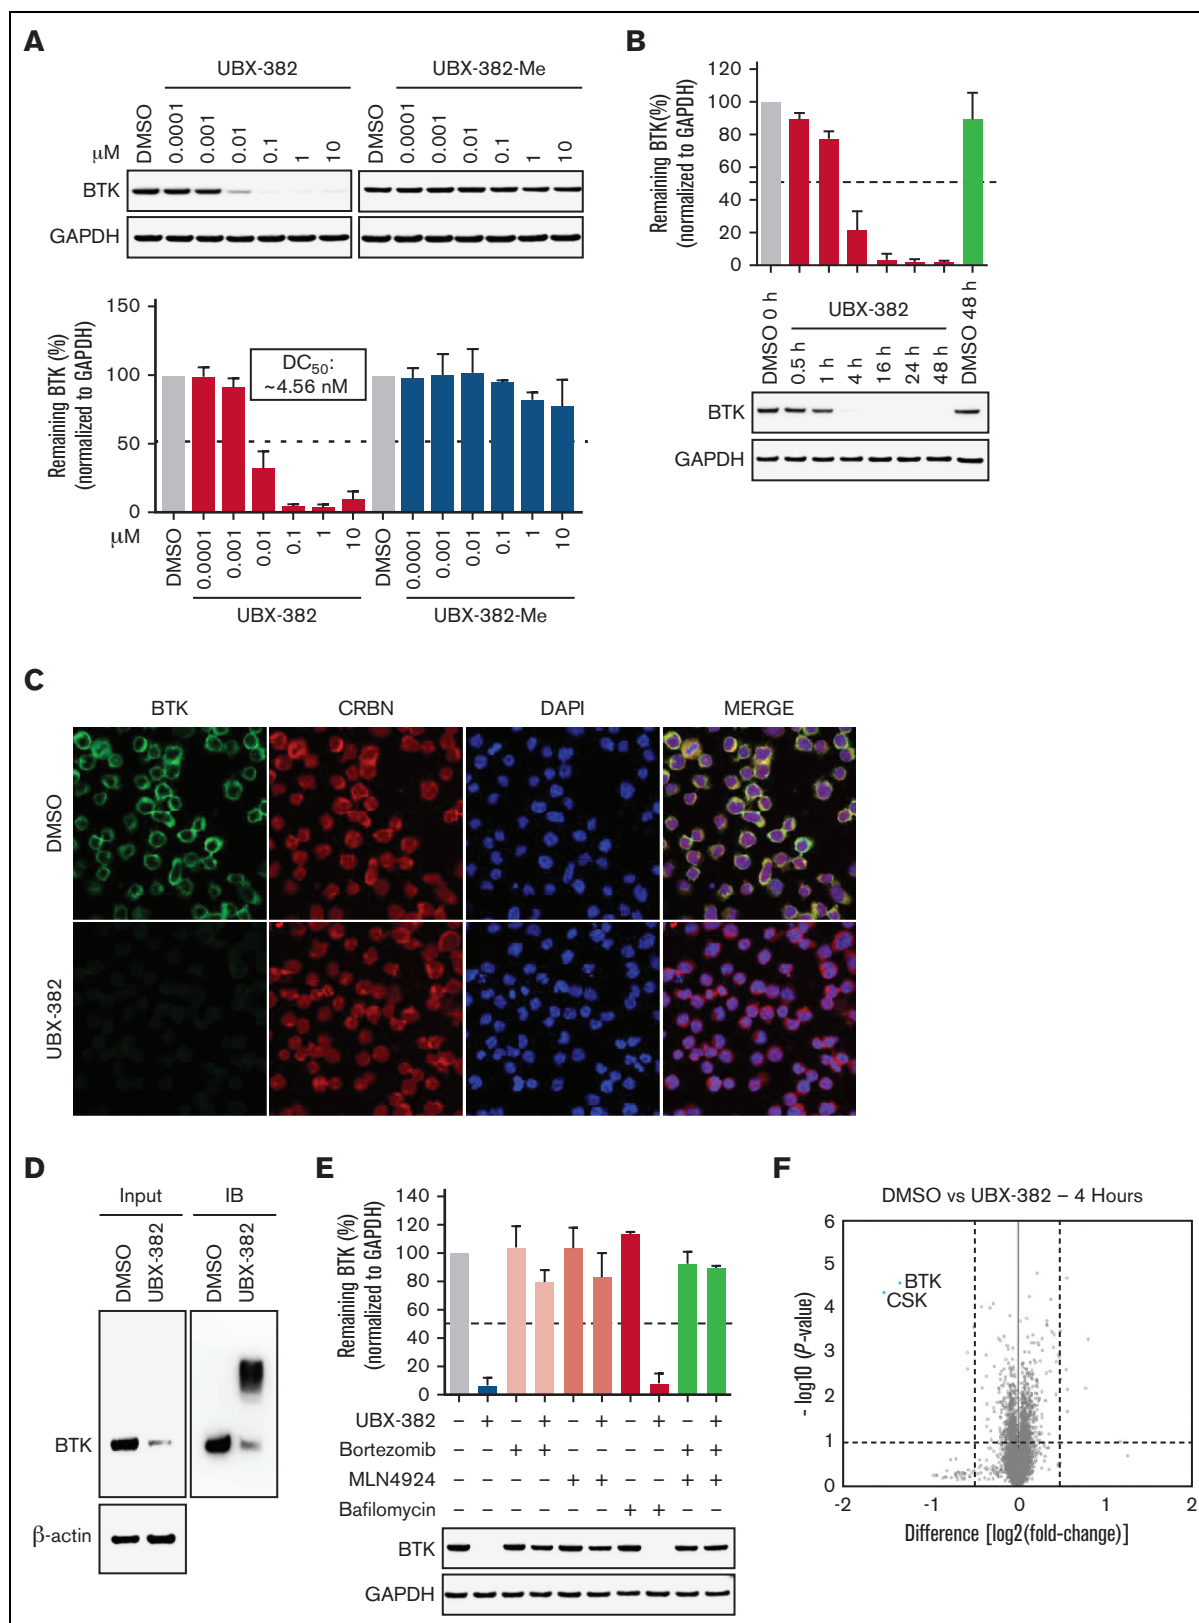 A
UBX-382 UBX-382-Me
μM DMSO 0.0001 0.001 0.01 0.1 1 10 DMSO 0.0001 0.001 0.01 0.1 1 10
BTK
GAPDH
Remaining BTK (%)
(normalized to GAPDH)
150
100
50
0
DC50:
~4.56 nM
μM DMSO 0.0001 0.001 0.01 0.1 1 10 DMSO 0.0001 0.001 0.01 0.1 1 10
UBX-382 UBX-382-Me
B
Remaining BTK(%)
(normalized to GAPDH)
120
100
80
60
40
20
0
UBX-382
DMSO 0 h 0.5 h 1 h 4 h 16 h 24 h 48 h DMSO 48 h
BTK
GAPDH
C
BTK CRBN DAPI MERGE
DMSO
UBX-382
D
Input IB
DMSO UBX-382 DMSO UBX-382
BTK
β-actin
E
Remaining BTK (%)
(normalized to GAPDH)
140
120
100
80
60
40
20
0
UBX-382 − + − + − + − + − +
Bortezomib − − + + − − − − + +
MLN4924 − − − − + + − − + +
Bafilomycin − − − − − − + + − −
BTK
GAPDH
F
DMSO vs UBX-382 – 4 Hours
- log10 (P-value)
6
5
4
3
2
1
0
BTK
CSK
-2 -1 0 1 2
Difference [log2(fold-change)]